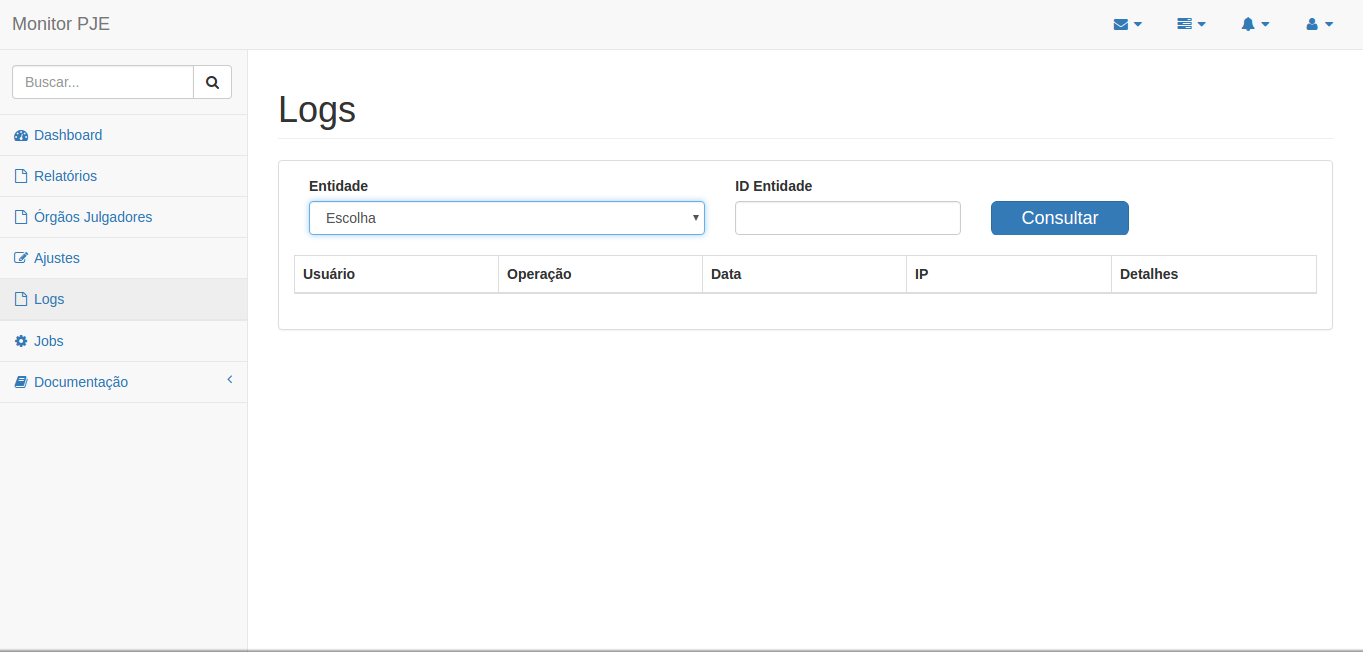 Monitor PJE
Buscar...
Dashboard
Relatórios
Órgãos Julgadores
Ajustes
Logs
Jobs
Documentação
Logs
Entidade ID Entidade
Escolha Consultar
Usuário Operação Data IP Detalhes